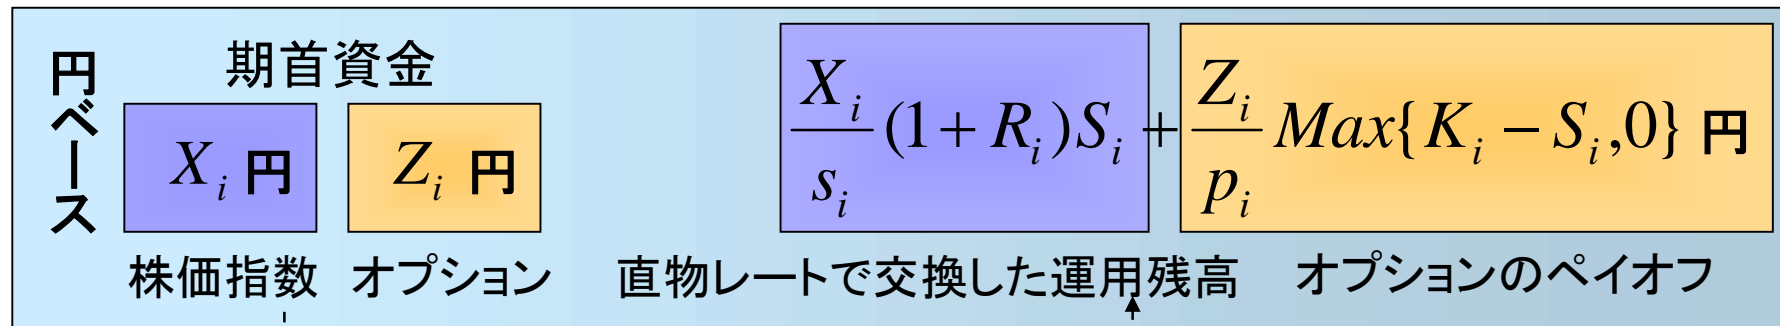 円ベース
期首資金
X_i 円 Z_i 円
\frac{X_i}{s_i}(1+R_i)S_i + \frac{Z_i}{p_i}Max\{K_i - S_i,0\} 円
株価指数 オプション 直物レートで交換した運用残高 オプションのペイオフ